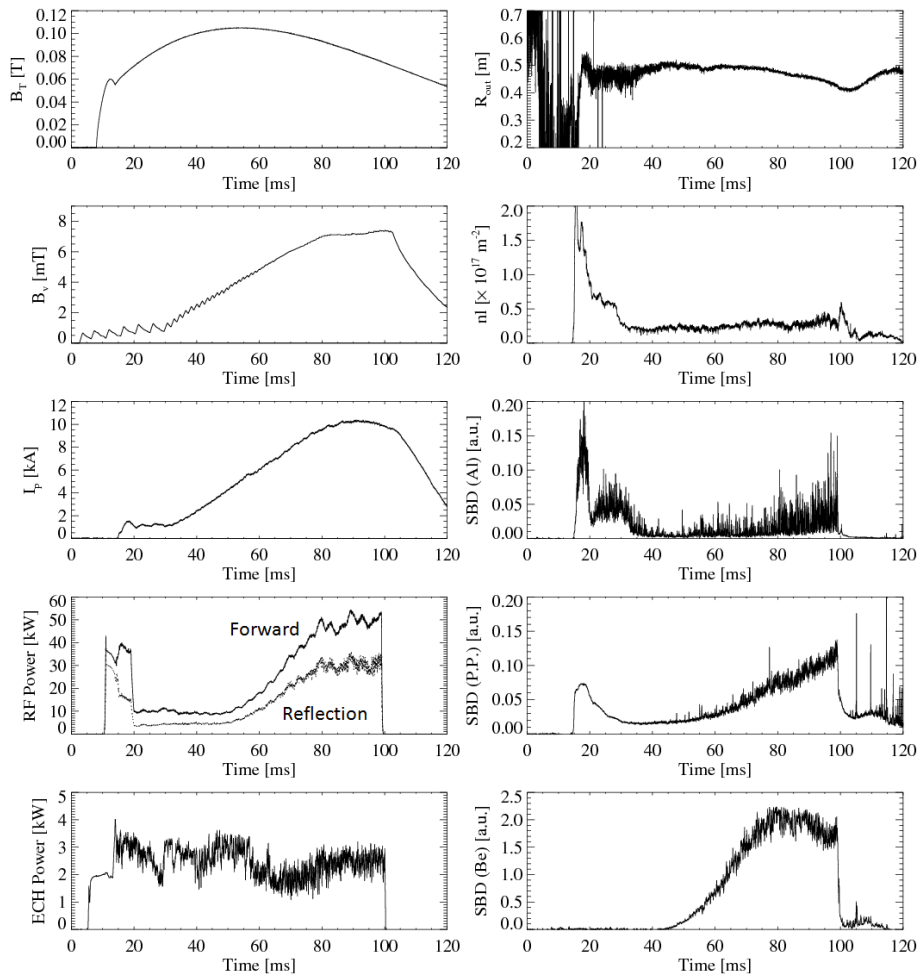 0.12
0.10
0.08
0.06
0.04
0.02
0.00
B_T [T]
0 20 40 60 80 100 120
Time [ms]
0.7
0.6
0.5
0.4
0.3
0.2
R_out [m]
0 20 40 60 80 100 120
Time [ms]
8
6
4
2
0
B_v [mT]
0 20 40 60 80 100 120
Time [ms]
2.0
1.5
1.0
0.5
0.0
nl [× 10^17 m^-2]
0 20 40 60 80 100 120
Time [ms]
12
10
8
6
4
2
0
I_p [kA]
0 20 40 60 80 100 120
Time [ms]
0.20
0.15
0.10
0.05
0.00
SBD (Al) [a.u.]
0 20 40 60 80 100 120
Time [ms]
60
50
40
30
20
10
0
RF Power [kW]
Forward
Reflection
0 20 40 60 80 100 120
Time [ms]
0.20
0.15
0.10
0.05
0.00
SBD (P.P.) [a.u.]
0 20 40 60 80 100 120
Time [ms]
5
4
3
2
1
0
ECH Power [kW]
0 20 40 60 80 100 120
Time [ms]
2.5
2.0
1.5
1.0
0.5
0.0
SBD (Be) [a.u.]
0 20 40 60 80 100 120
Time [ms]